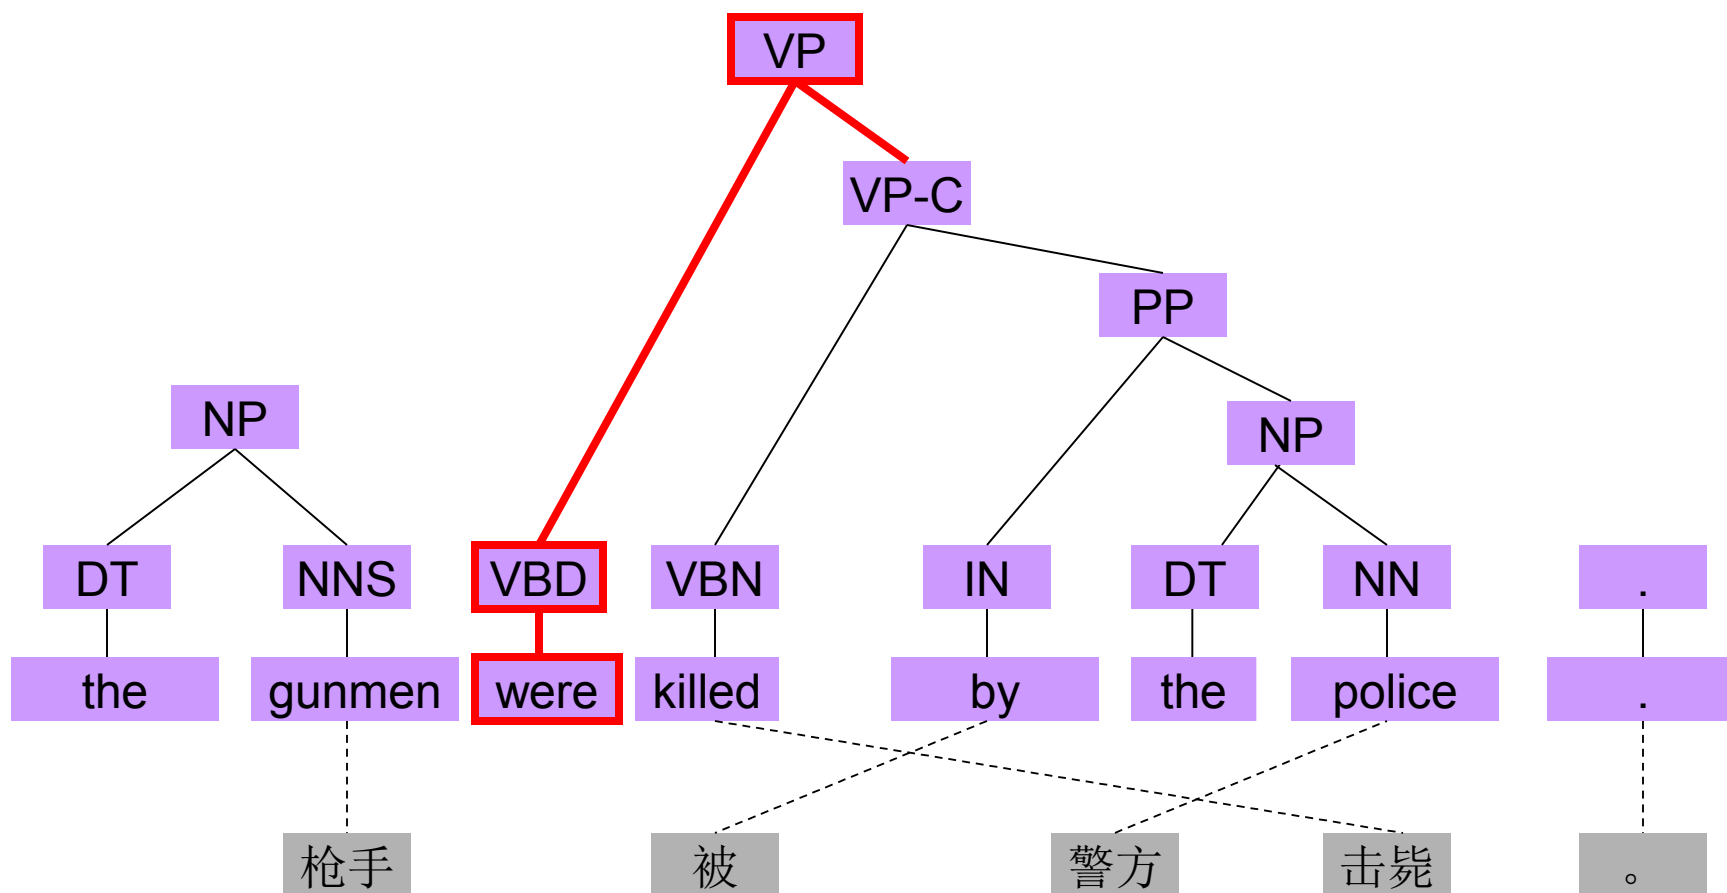 VP
VP-C
PP
NP
NP
DT NNS VBD VBN IN DT NN .
the gunmen were killed by the police .
枪手 被 警方 击毙 。